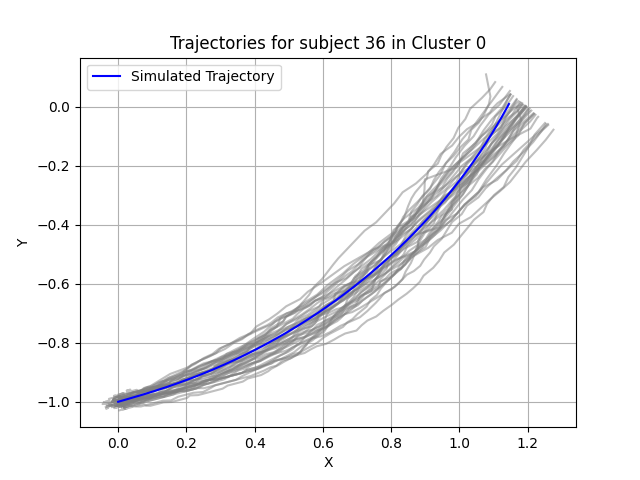 Trajectories for subject 36 in Cluster 0
Simulated Trajectory
0.0
−0.2
−0.4
−0.6
−0.8
−1.0
Y
0.0 0.2 0.4 0.6 0.8 1.0 1.2
X